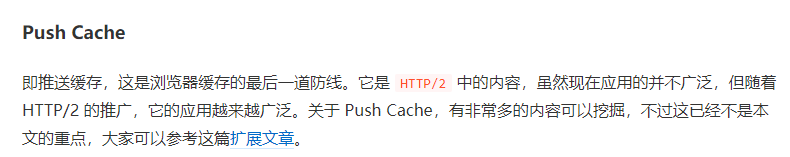 Push Cache
即推送缓存，这是浏览器缓存的最后一道防线。它是 HTTP/2 中的内容，虽然现在应用的并不广泛，但随着
HTTP/2 的推广，它的应用越来越广泛。关于 Push Cache，有非常多的内容可以挖掘，不过这已经不是本
文的重点，大家可以参考这篇扩展文章。